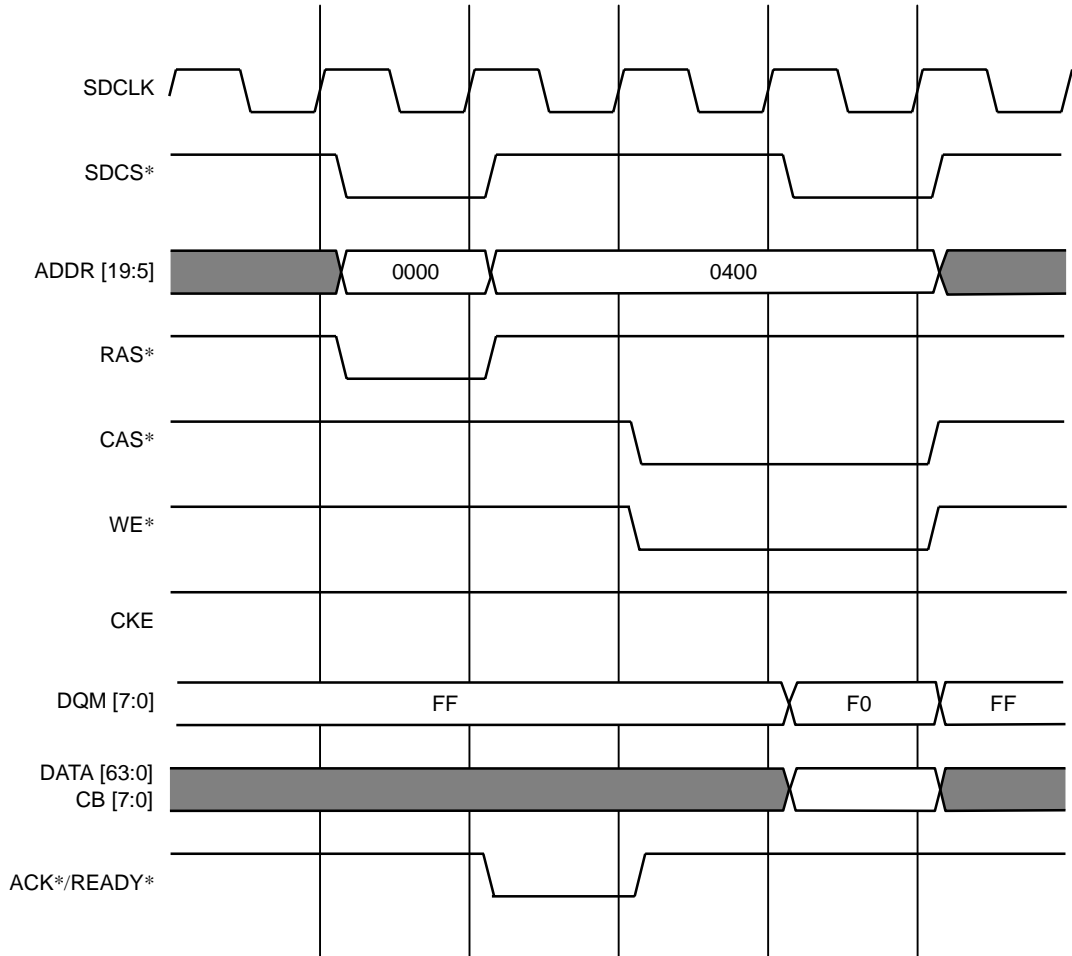 SDCLK
SDCS*
ADDR [19:5]
0000
0400
RAS*
CAS*
WE*
CKE
DQM [7:0]
FF
F0
FF
DATA [63:0]
CB [7:0]
ACK*/READY*